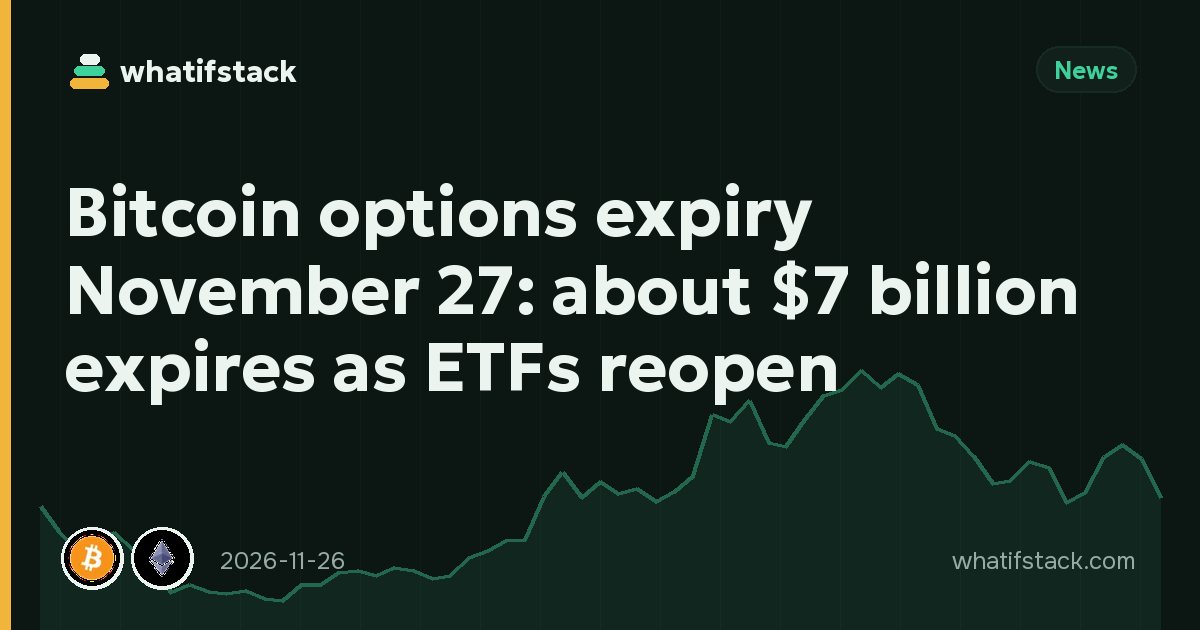 whatifstack
News
Bitcoin options expiry
November 27: about $7 billion
expires as ETFs reopen
2026-11-26
whatifstack.com